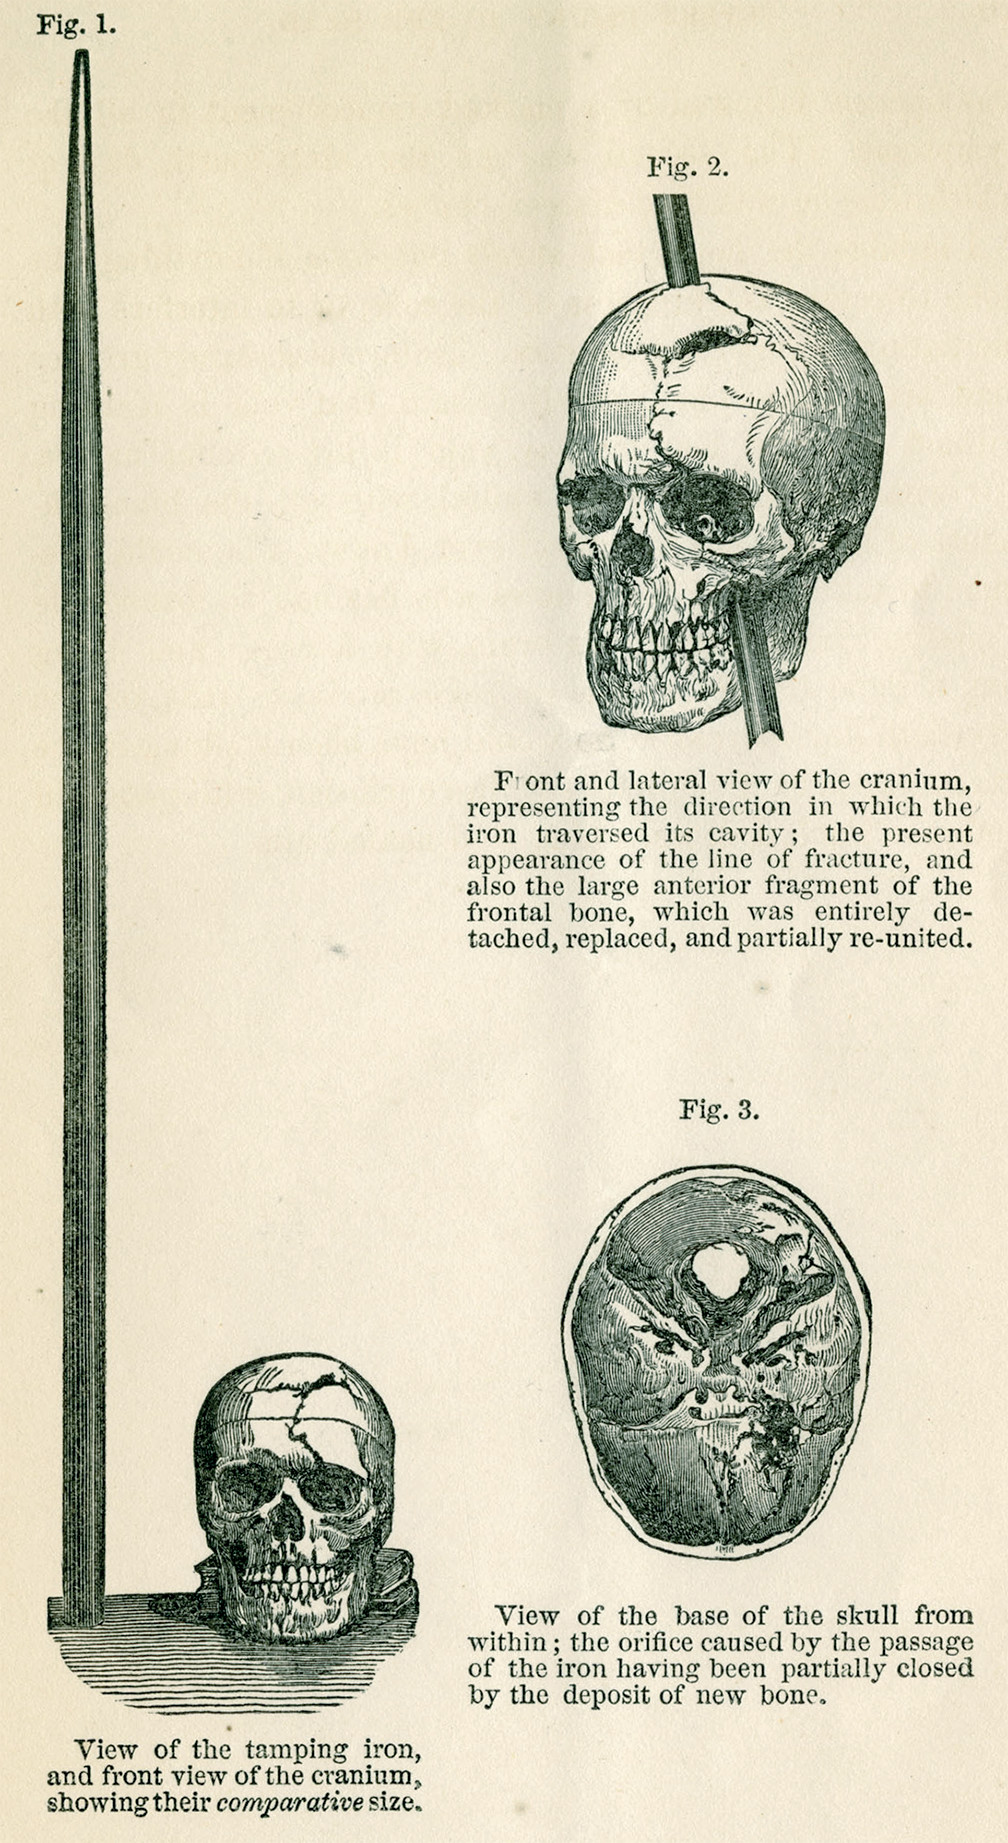 Fig. 1.
Fig. 2.
Front and lateral view of the cranium,
representing the direction in which the
iron traversed its cavity; the present
appearance of the line of fracture, and
also the large anterior fragment of the
frontal bone, which was entirely de-
tached, replaced, and partially re-united.
Fig. 3.
View of the base of the skull from
within; the orifice caused by the passage
of the iron having been partially closed
by the deposit of new bone.
View of the tamping iron,
and front view of the cranium,
showing their comparative size.